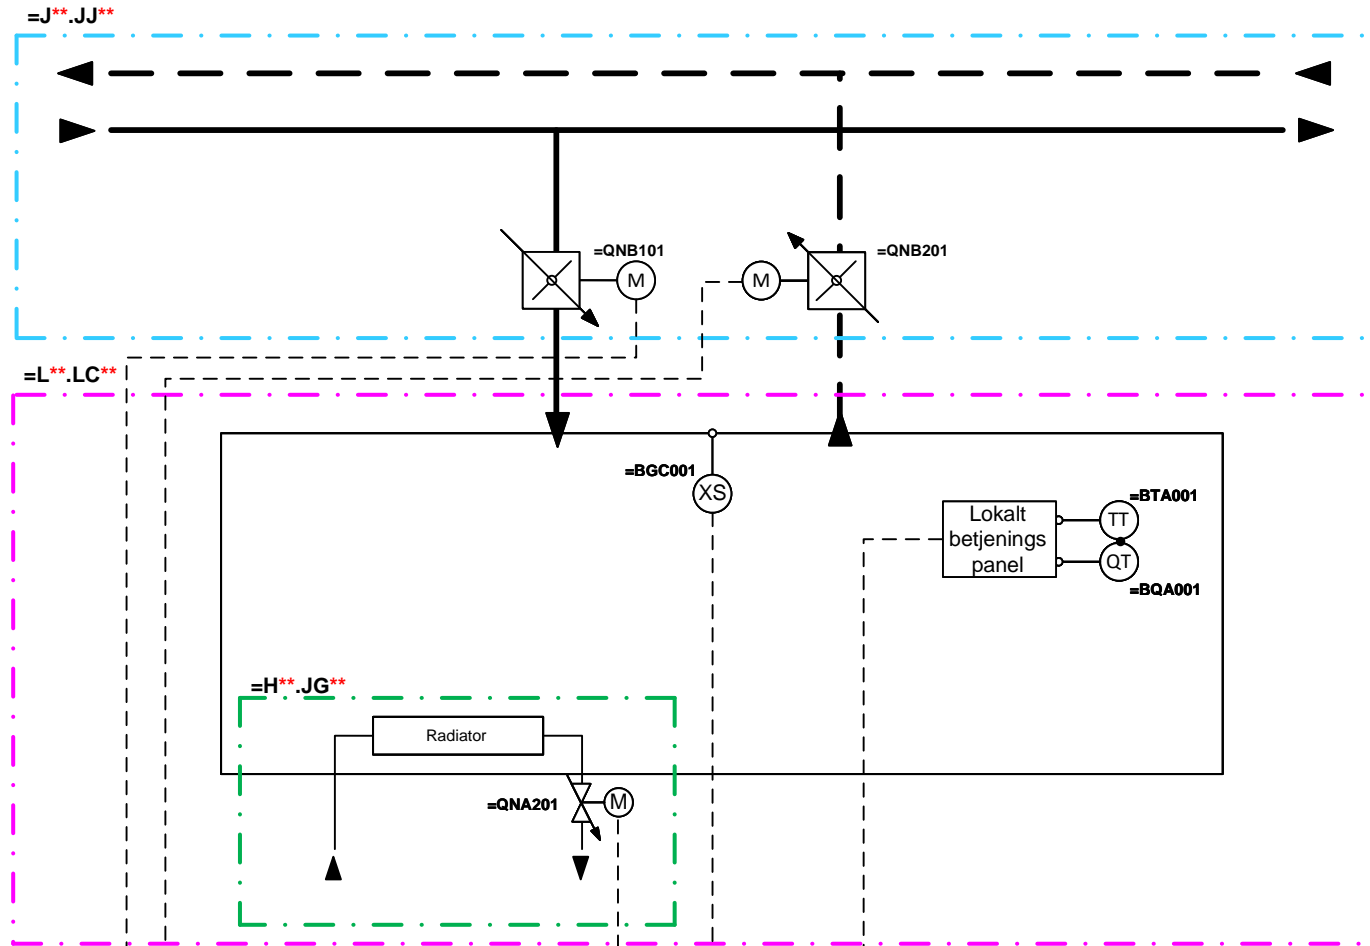 =J**.JJ**
=QNB101
M
M
=QNB201
=L**.LC**
=BGC001
XS
Lokalt
betjenings
panel
=BTA001
TT
QT
=BQA001
=H**.JG**
Radiator
=QNA201
M